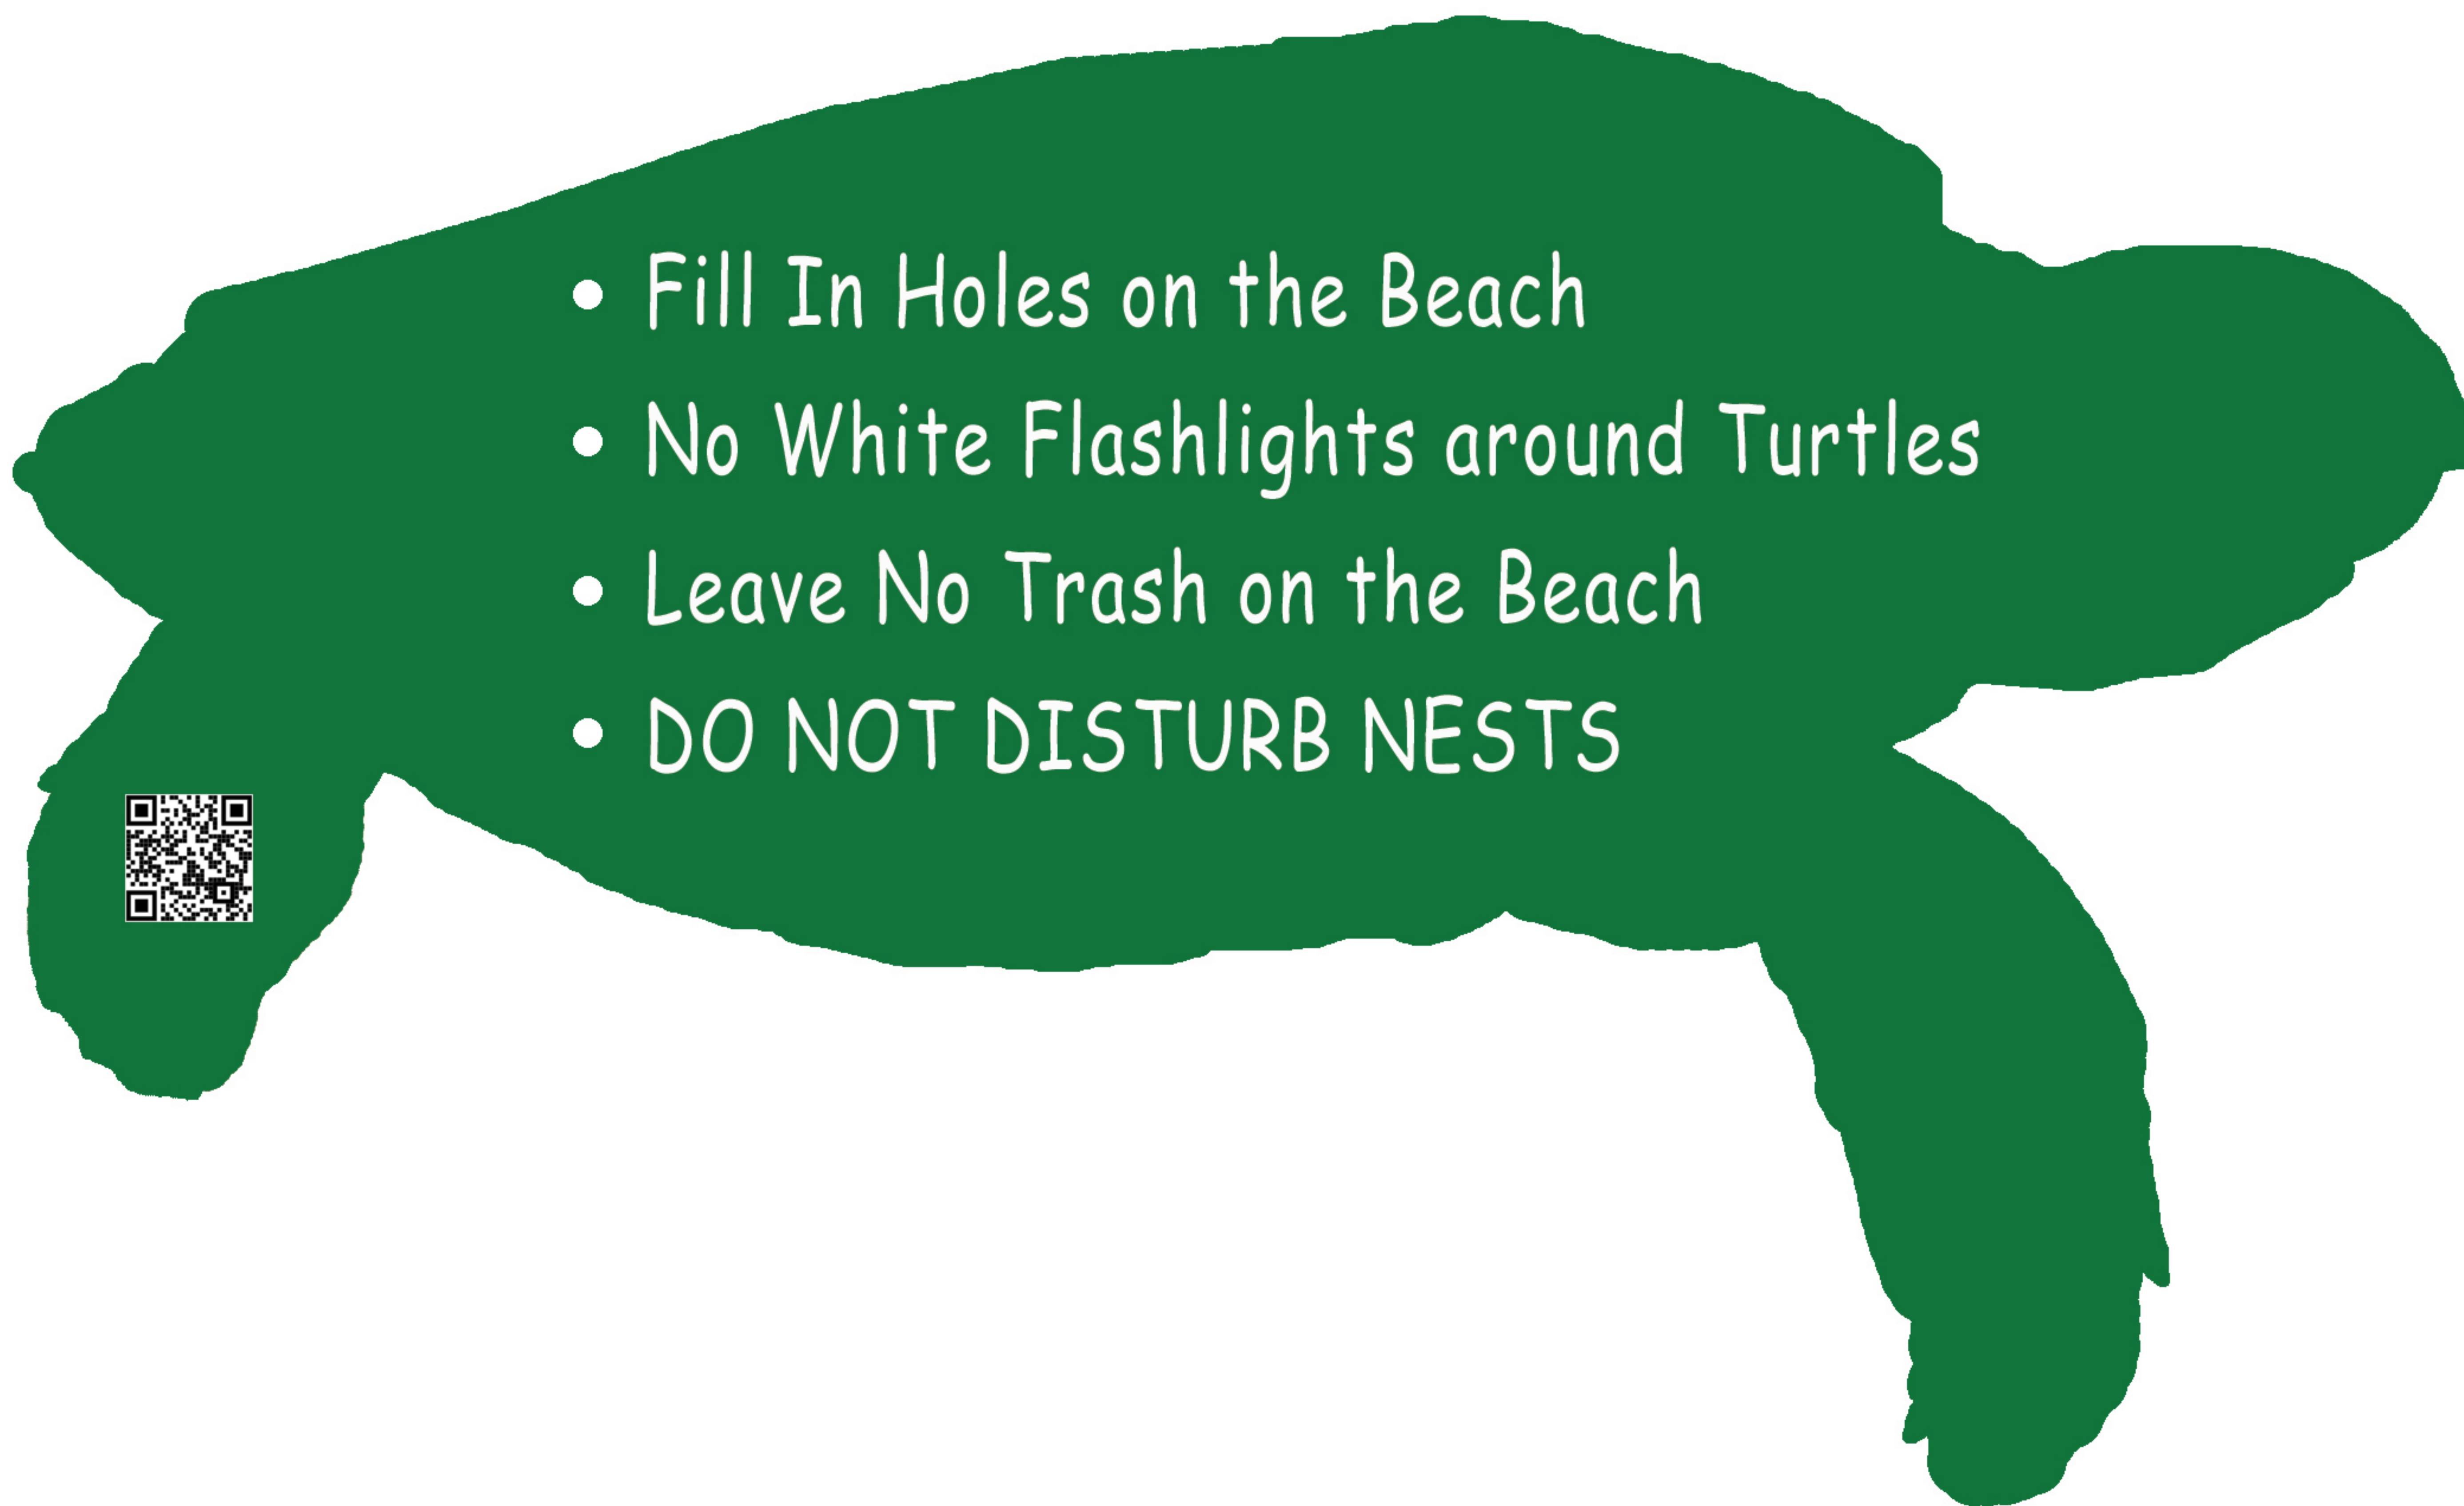 • Fill In Holes on the Beach
• No White Flashlights around Turtles
• Leave No Trash on the Beach
• DO NOT DISTURB NESTS